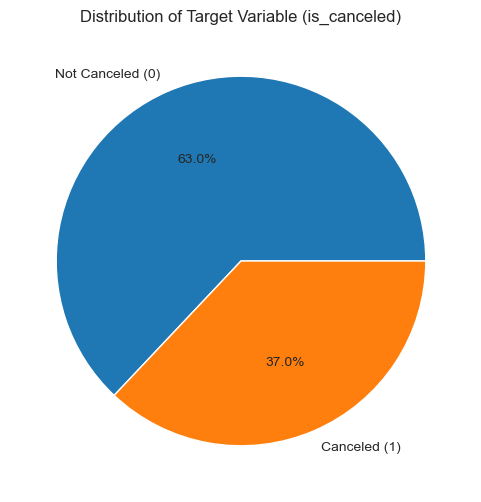 Distribution of Target Variable (is_canceled)
Not Canceled (0)
63.0%
37.0%
Canceled (1)